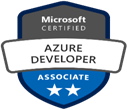 Microsoft
CERTIFIED
AZURE
DEVELOPER
ASSOCIATE